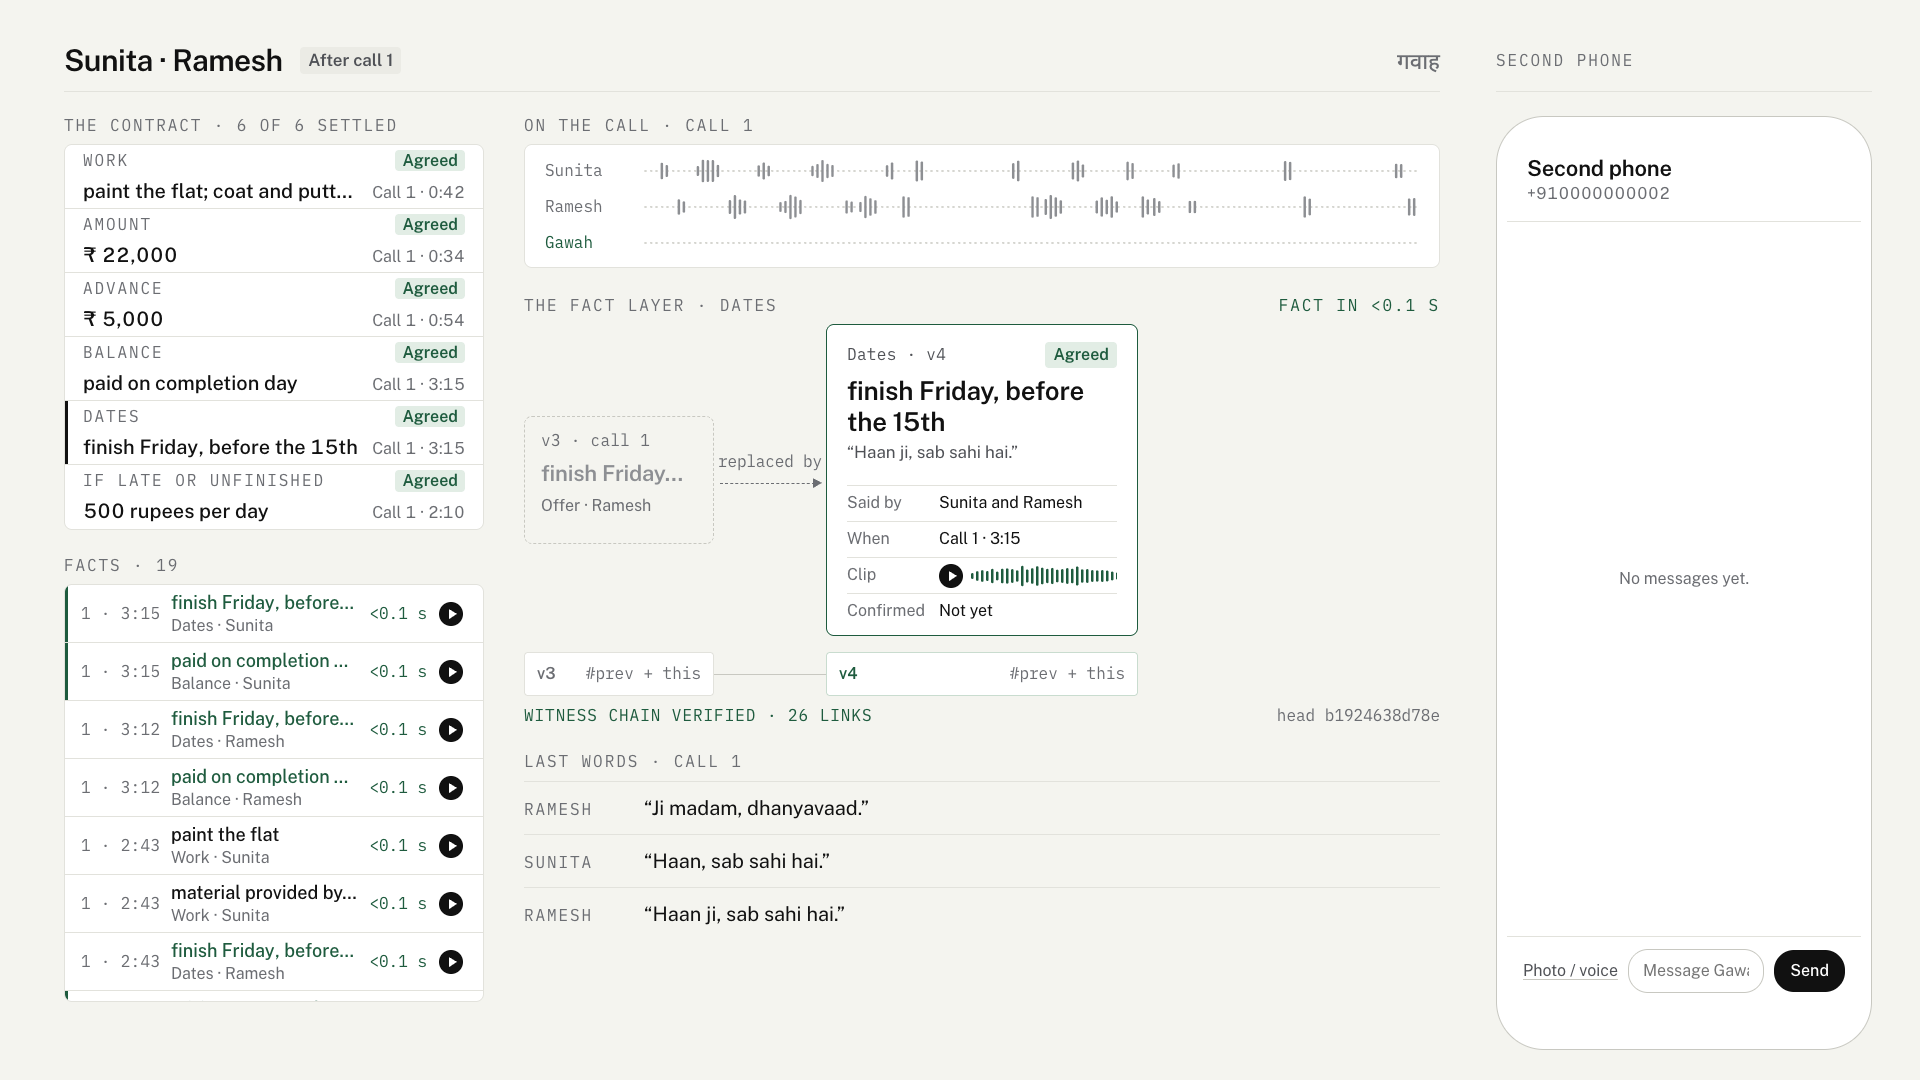 Sunita · Ramesh
After call 1
गवाह
THE CONTRACT · 6 OF 6 SETTLED
WORK
Agreed
paint the flat; coat and putt...
Call 1 · 0:42
AMOUNT
Agreed
₹ 22,000
Call 1 · 0:34
ADVANCE
Agreed
₹ 5,000
Call 1 · 0:54
BALANCE
Agreed
paid on completion day
Call 1 · 3:15
DATES
Agreed
finish Friday, before the 15th
Call 1 · 3:15
IF LATE OR UNFINISHED
Agreed
500 rupees per day
Call 1 · 2:10
FACTS · 19
1 · 3:15
finish Friday, before...
Dates · Sunita
<0.1 s
1 · 3:15
paid on completion ...
Balance · Sunita
<0.1 s
1 · 3:12
finish Friday, before...
Dates · Ramesh
<0.1 s
1 · 3:12
paid on completion ...
Balance · Ramesh
<0.1 s
1 · 2:43
paint the flat
Work · Sunita
<0.1 s
1 · 2:43
material provided by...
Work · Sunita
<0.1 s
1 · 2:43
finish Friday, before...
Dates · Ramesh
<0.1 s
ON THE CALL · CALL 1
Sunita
Ramesh
Gawah
THE FACT LAYER · DATES
FACT IN <0.1 S
v3 · call 1
finish Friday...
Offer · Ramesh
replaced by
Dates · v4
Agreed
finish Friday, before
the 15th
“Haan ji, sab sahi hai.”
Said by
Sunita and Ramesh
When
Call 1 · 3:15
Clip
Confirmed
Not yet
v3
#prev + this
v4
#prev + this
WITNESS CHAIN VERIFIED · 26 LINKS
head b1924638d78e
LAST WORDS · CALL 1
RAMESH
“Ji madam, dhanyavaad.”
SUNITA
“Haan, sab sahi hai.”
RAMESH
“Haan ji, sab sahi hai.”
SECOND PHONE
Second phone
+910000000002
No messages yet.
Photo / voice
Message Gawa
Send